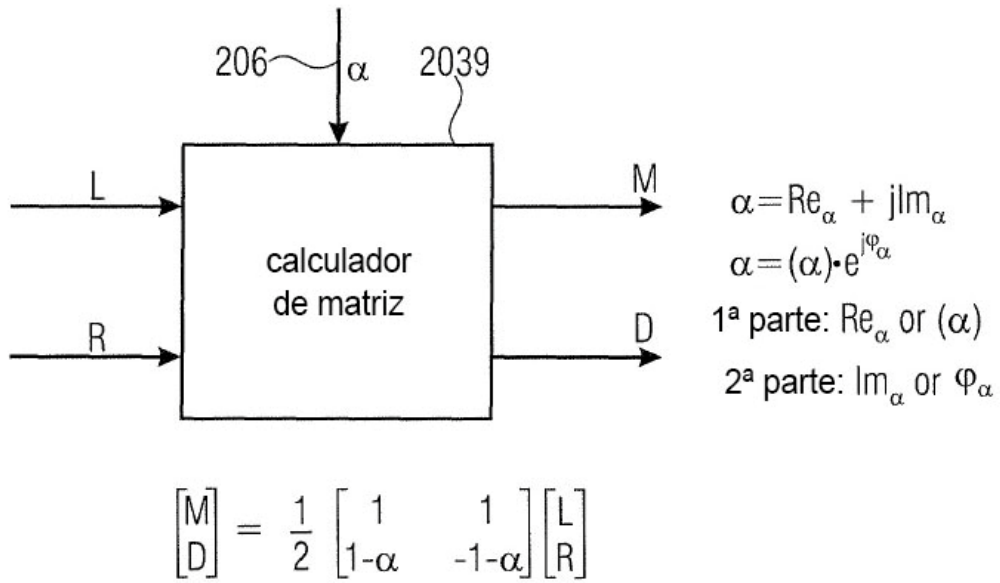 206 α 2039
L M
α=Re_α + jIm_α
calculador
de matriz
α=(α)·e^{jφ_α}
R D
1ª parte: Re_α or (α)
2ª parte: Im_α or φ_α
[M D] = 1/2 [1 1 1-α -1-α] [L R]